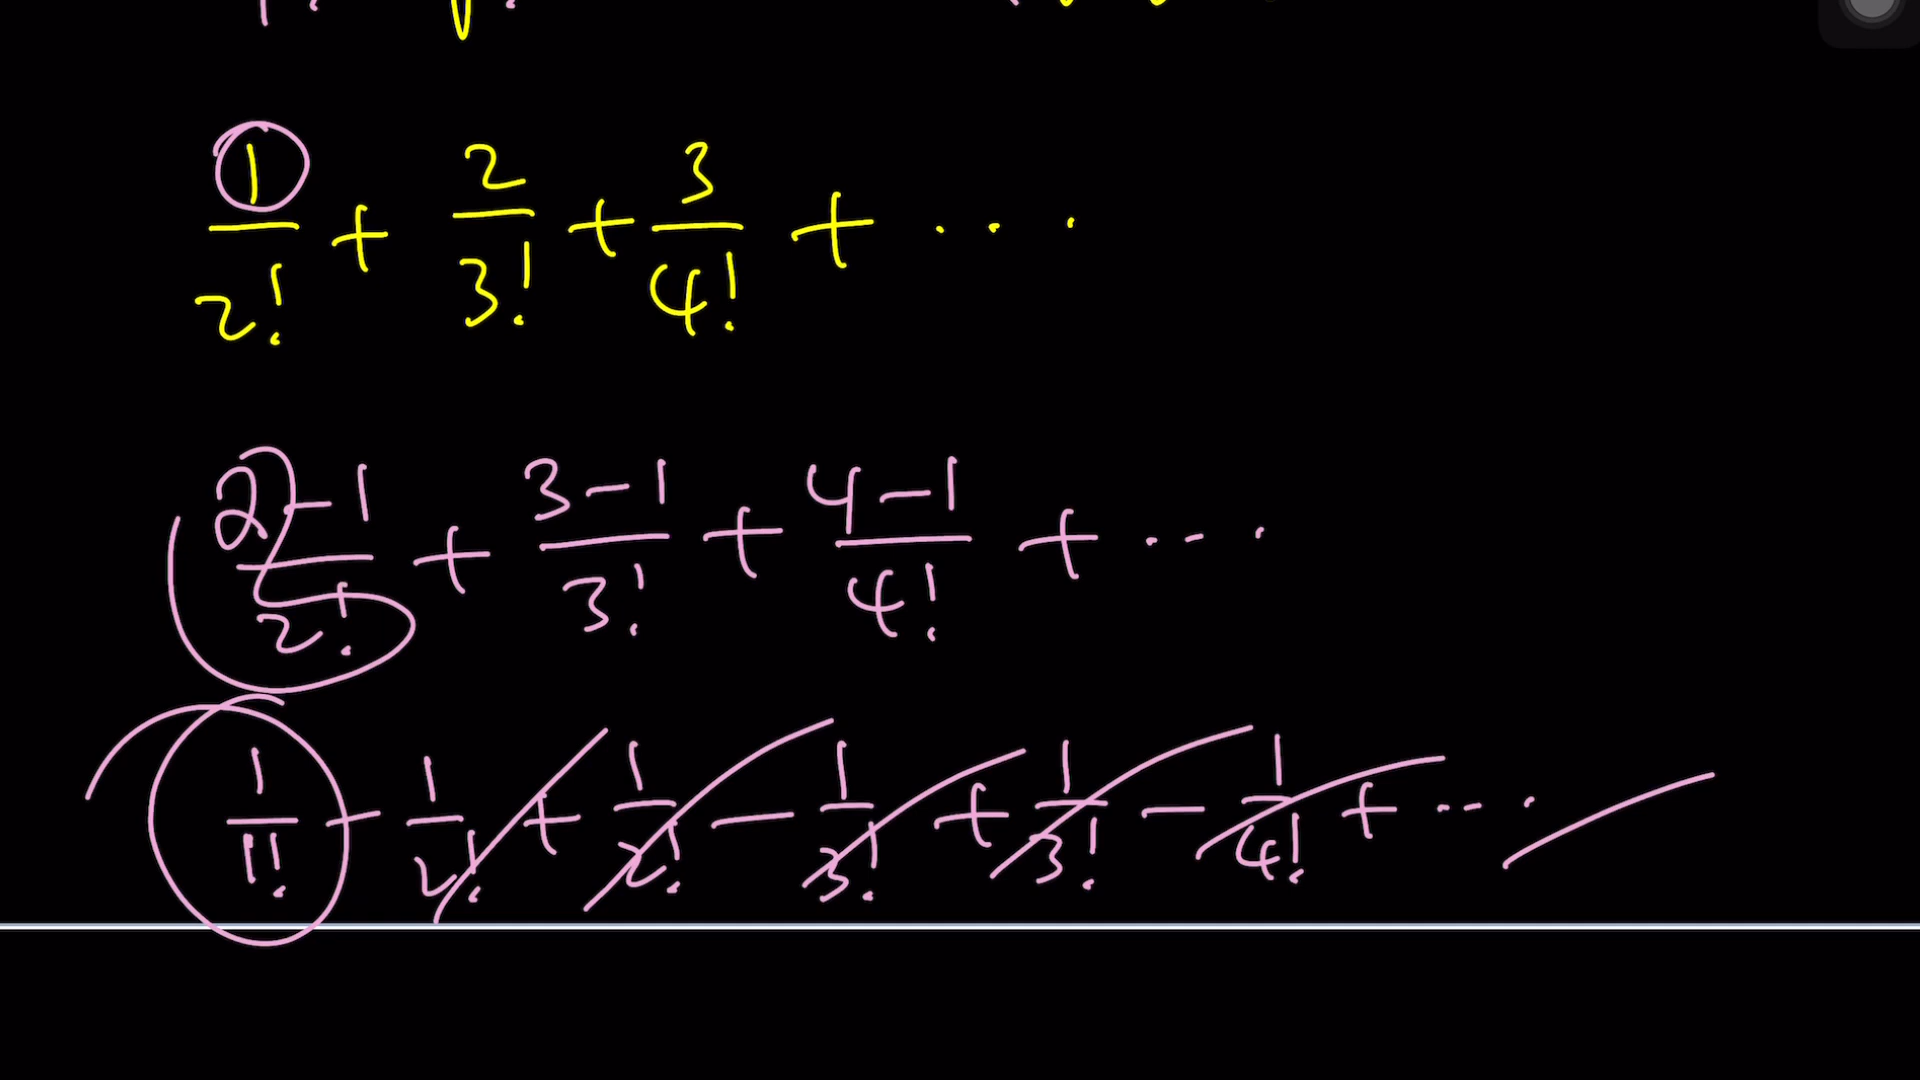 1/2! + 2/3! + 3/4! + ...
2-1/2! + 3-1/3! + 4-1/4! + ...
1/1! - 1/2! + 1/2! - 1/3! + 1/3! - 1/4! + ...